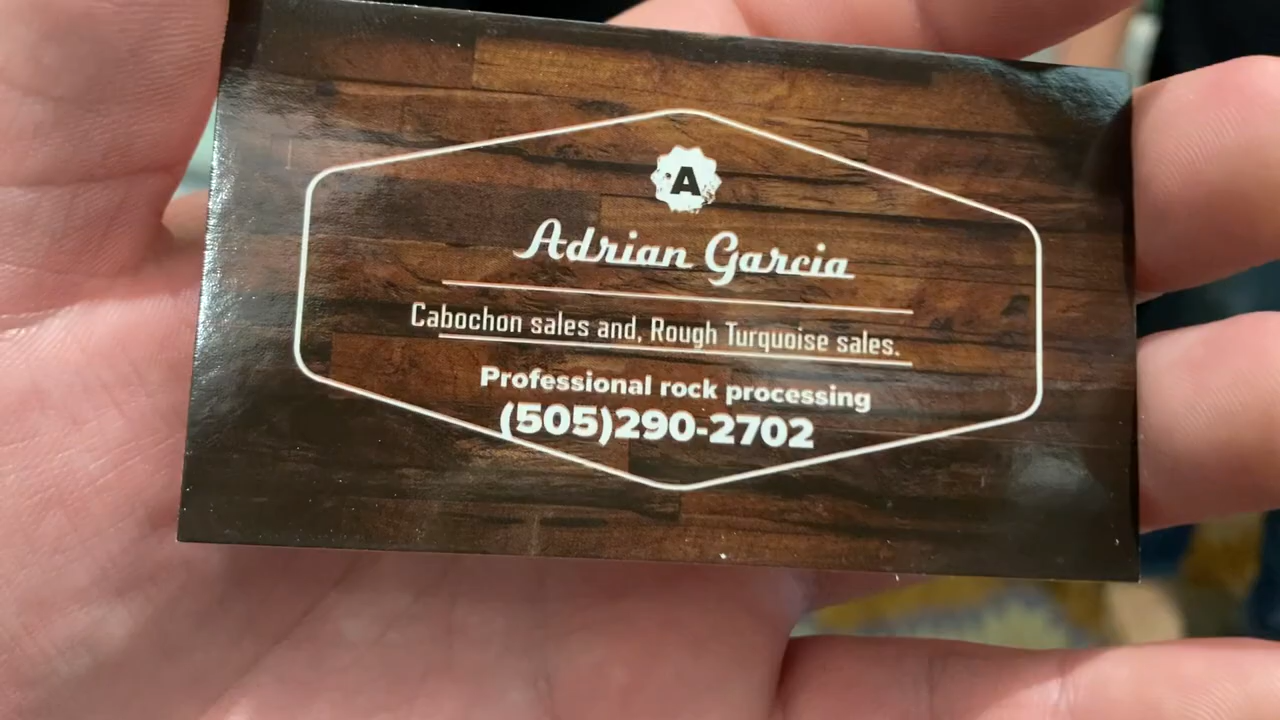 A
Adrian Garcia
Cabochon sales and, Rough Turquoise sales.
Professional rock processing
(505)290-2702